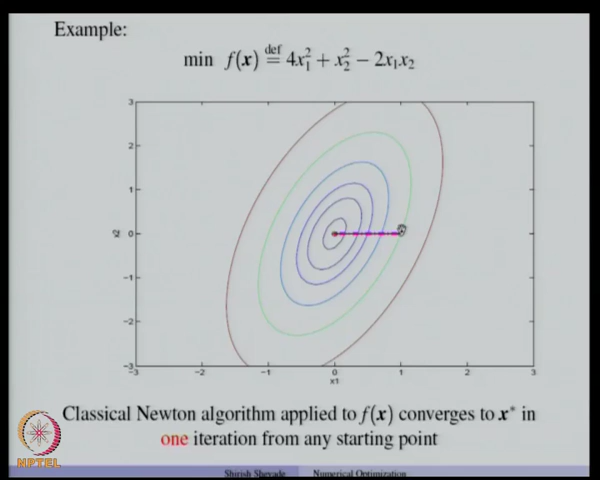 Example:
min f(x) def= 4x₁² + x₂² − 2x₁x₂
3
2
1
0
−1
−2
−3
x2
−3 −2 −1 0 1 2 3
x1
Classical Newton algorithm applied to f(x) converges to x* in
one iteration from any starting point
NPTEL
Shirish Shevade Numerical Optimization